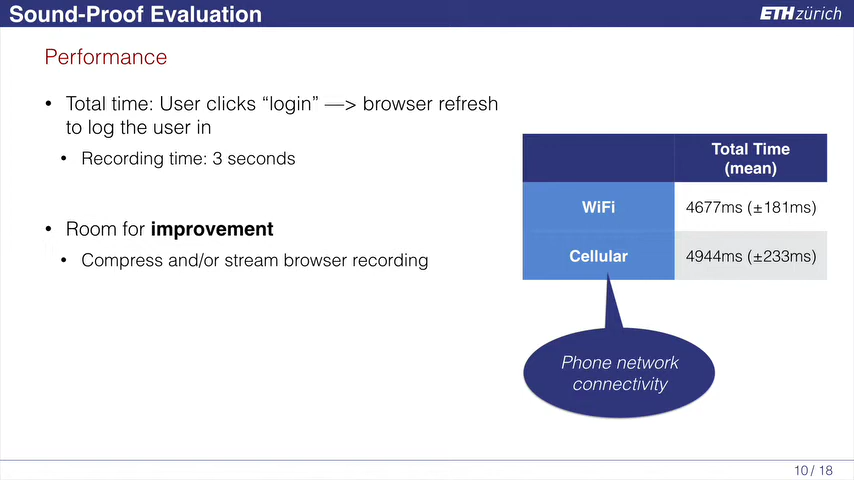 Sound-Proof Evaluation
ETH zürich
Performance
• Total time: User clicks “login” —> browser refresh
to log the user in
• Recording time: 3 seconds
• Room for improvement
• Compress and/or stream browser recording
Total Time
(mean)
WiFi 4677ms (±181ms)
Cellular 4944ms (±233ms)
Phone network
connectivity
10 / 18